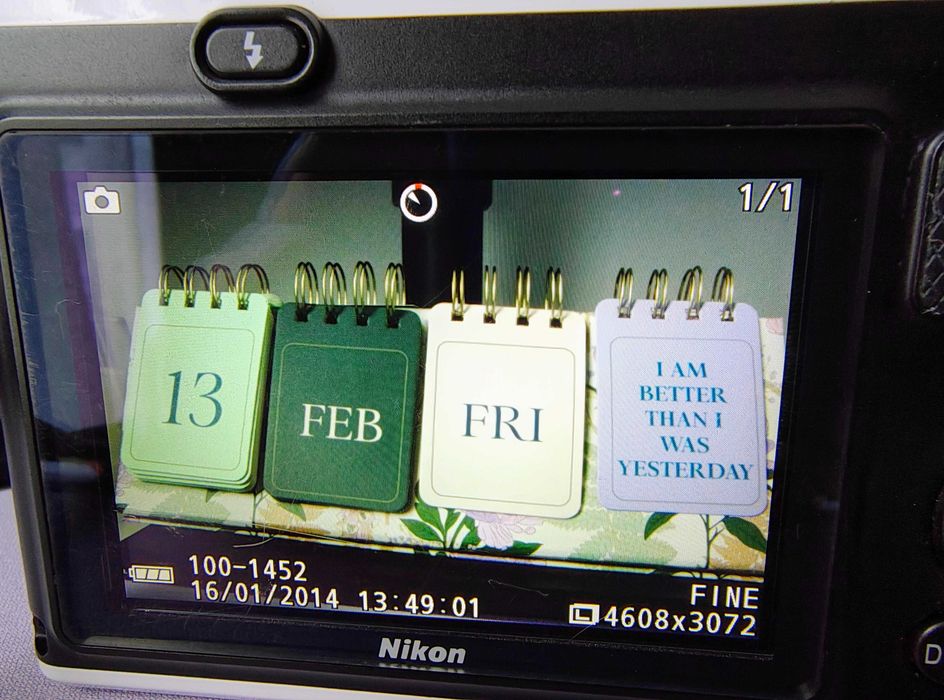 1/1
13
FEB
FRI
I AM
BETTER
THAN I
WAS
YESTERDAY
100-1452
16/01/2014 13:49:01
FINE
L 4608x3072
Nikon
D